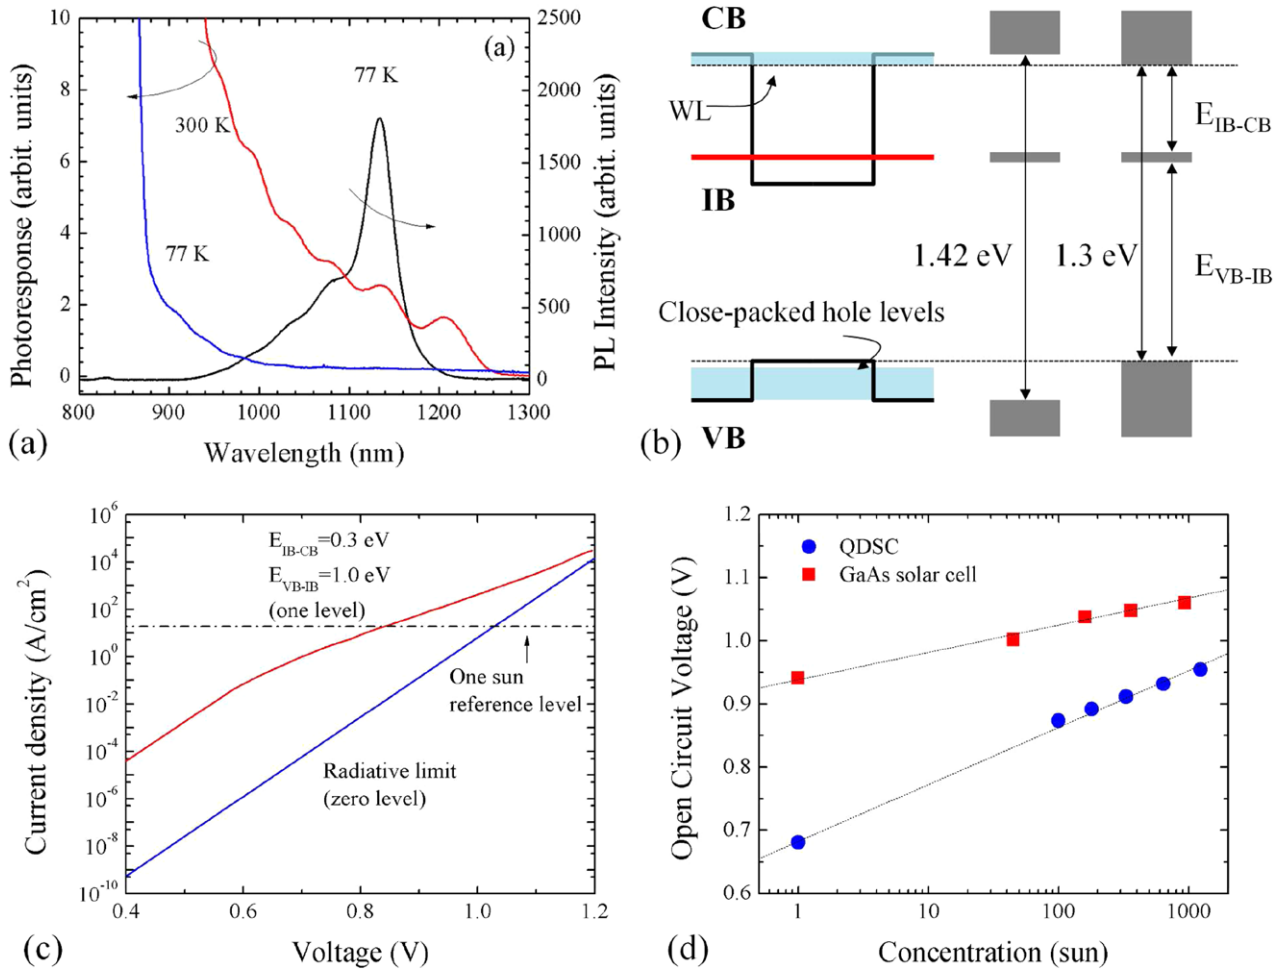 10
8
6
4
2
0
2500
2000
1500
1000
500
0
(a)
77 K
300 K
77 K
800 900 1000 1100 1200 1300
Photoresponse (arbit. units)
PL Intensity (arbit. units)
Wavelength (nm)
(a)
CB
WL
IB
E_IB-CB
1.42 eV
1.3 eV
E_VB-IB
Close-packed hole levels
VB
(b)
10^6
10^4
10^2
10^0
10^-2
10^-4
10^-6
10^-8
10^-10
E_IB-CB=0.3 eV
E_VB-IB=1.0 eV
(one level)
One sun
reference level
Radiative limit
(zero level)
0.4 0.6 0.8 1.0 1.2
Current density (A/cm^2)
Voltage (V)
(c)
1.2
1.1
1.0
0.9
0.8
0.7
0.6
QDSC
GaAs solar cell
1 10 100 1000
Open Circuit Voltage (V)
Concentration (sun)
(d)